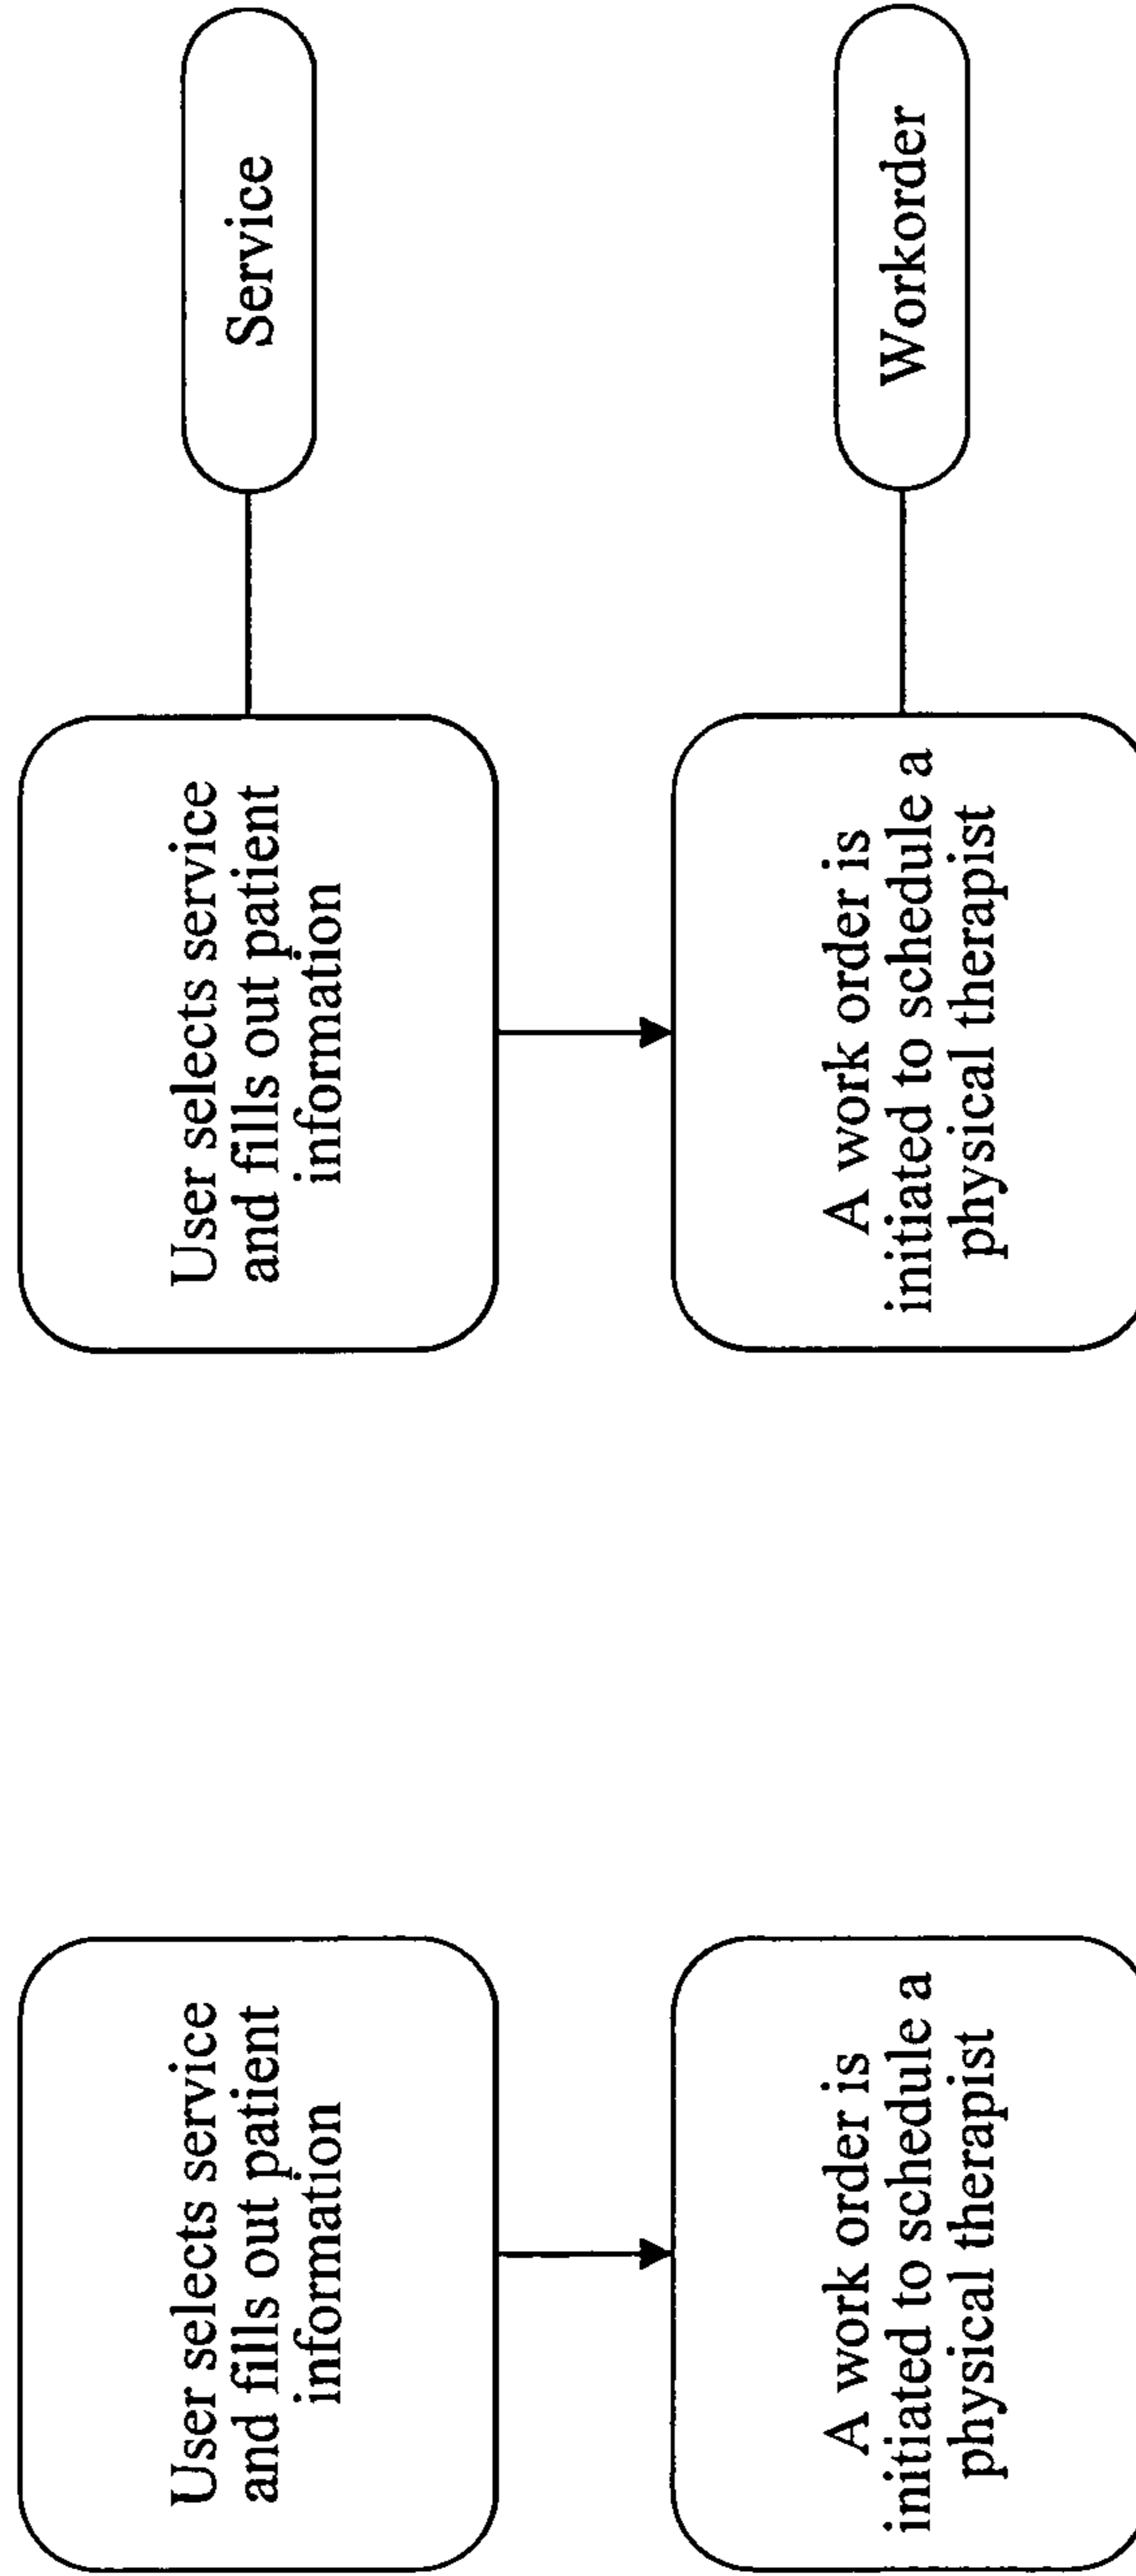 User selects service
and fills out patient
information
A work order is
initiated to schedule a
physical therapist
User selects service
and fills out patient
information
Service
A work order is
initiated to schedule a
physical therapist
Workorder